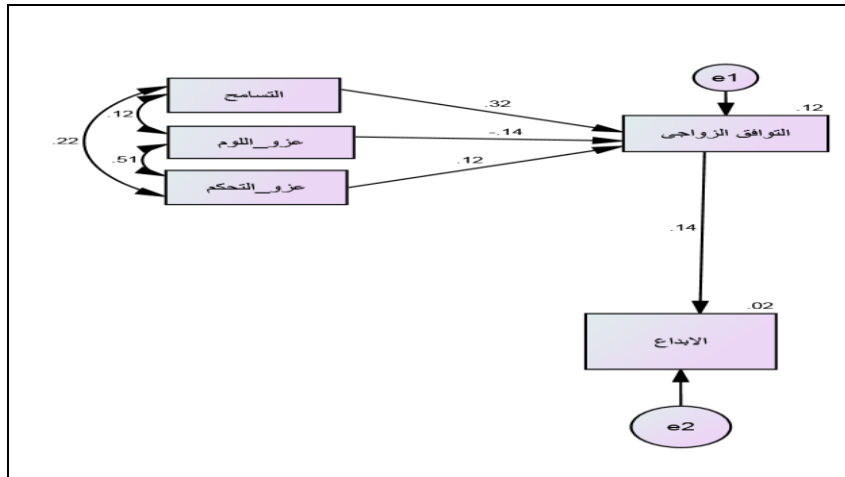 e1
.12
التسامح
.32
التوافق الزواجى
.12
-.14
.22
عزو_اللوم
.51
.12
عزو_التحكم
.14
.02
الابداع
e2